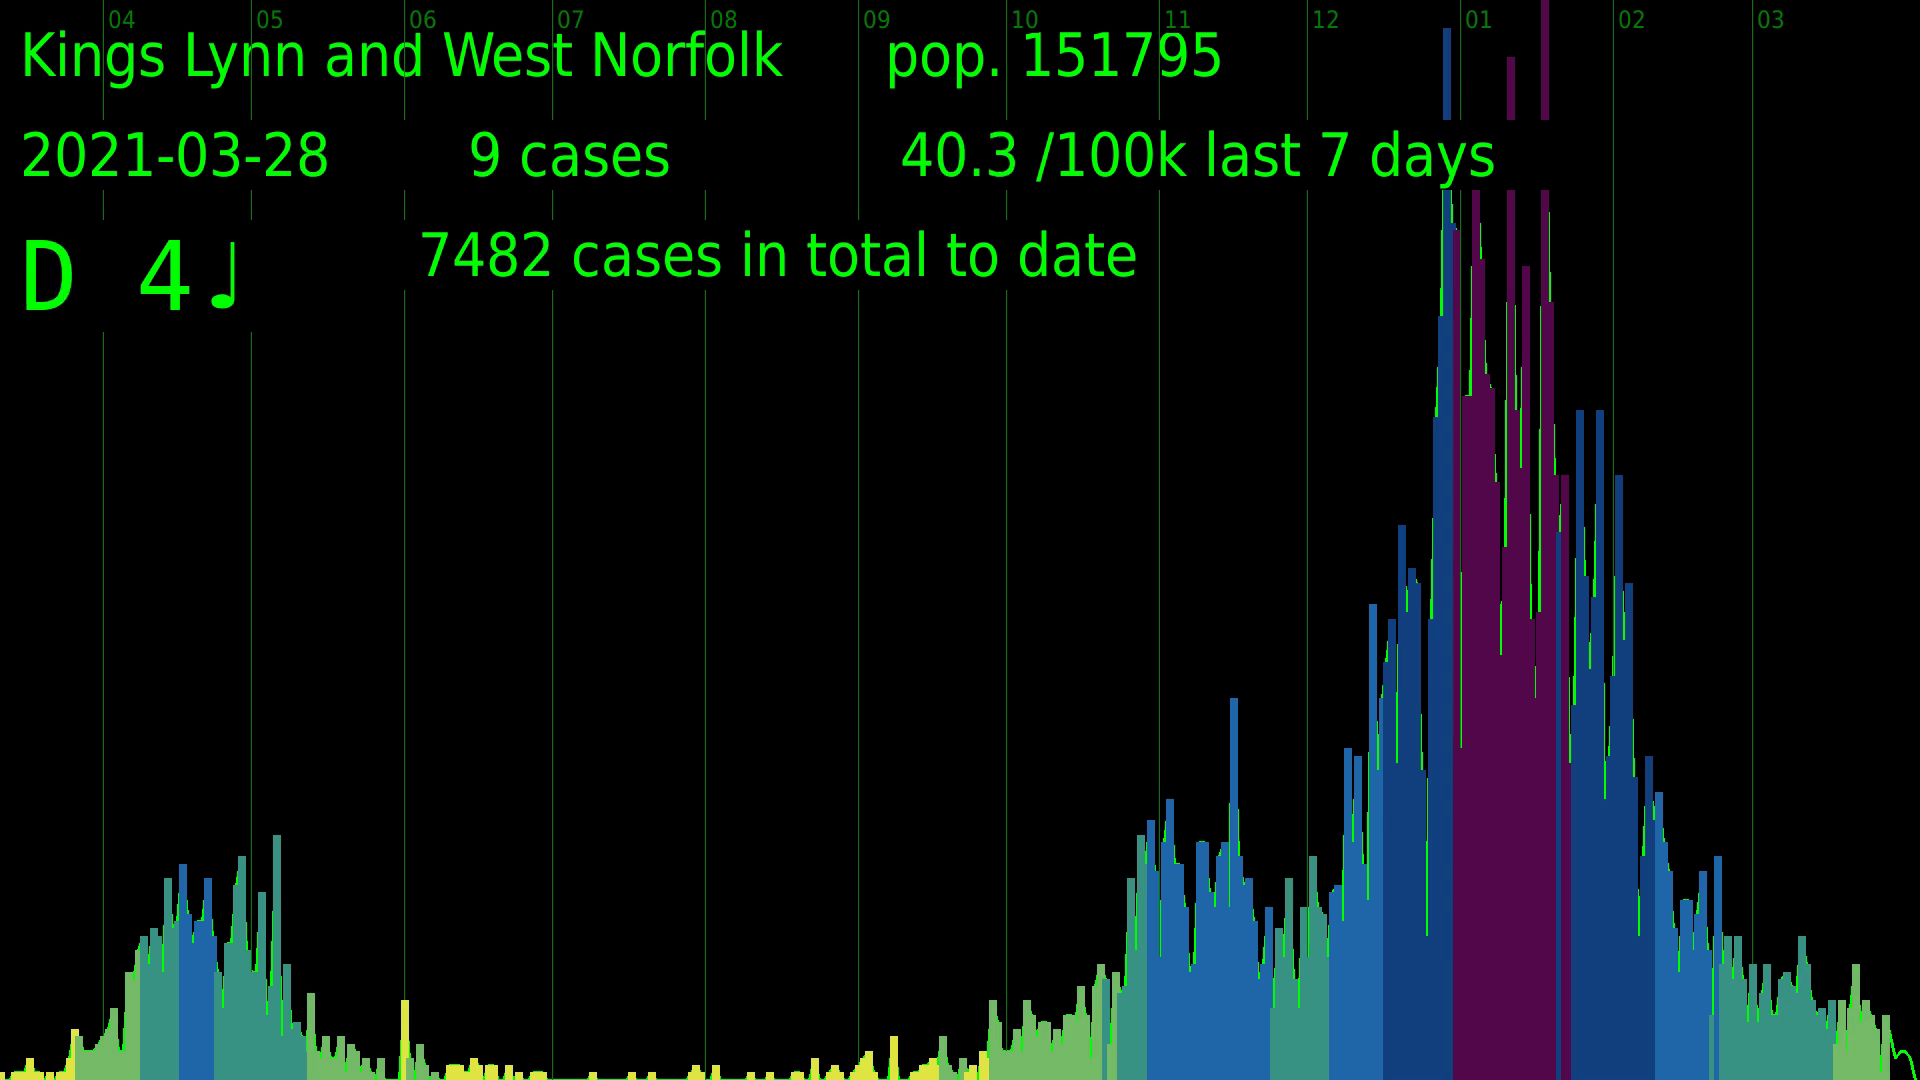 04 05 06 07 08 09 10 11 12 01 02 03
Kings Lynn and West Norfolk pop. 151795
2021-03-28 9 cases 40.3 /100k last 7 days
D 4♩ 7482 cases in total to date